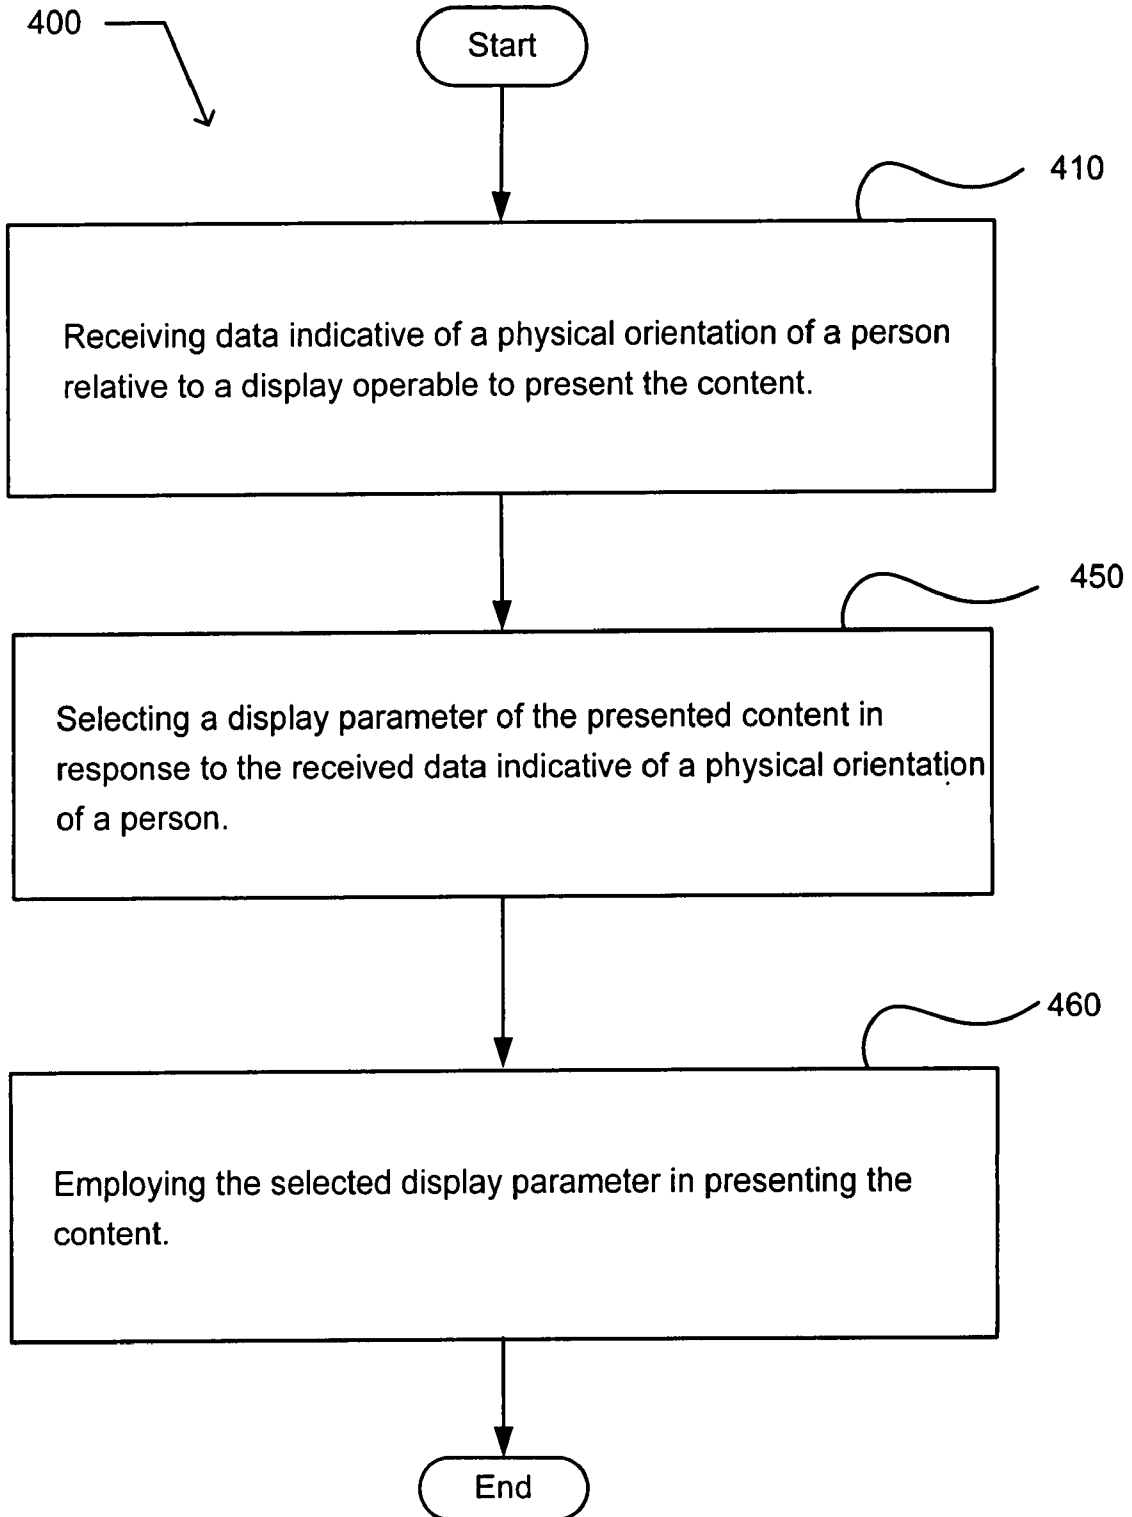 400
Start
410
Receiving data indicative of a physical orientation of a person
relative to a display operable to present the content.
450
Selecting a display parameter of the presented content in
response to the received data indicative of a physical orientation
of a person.
460
Employing the selected display parameter in presenting the
content.
End